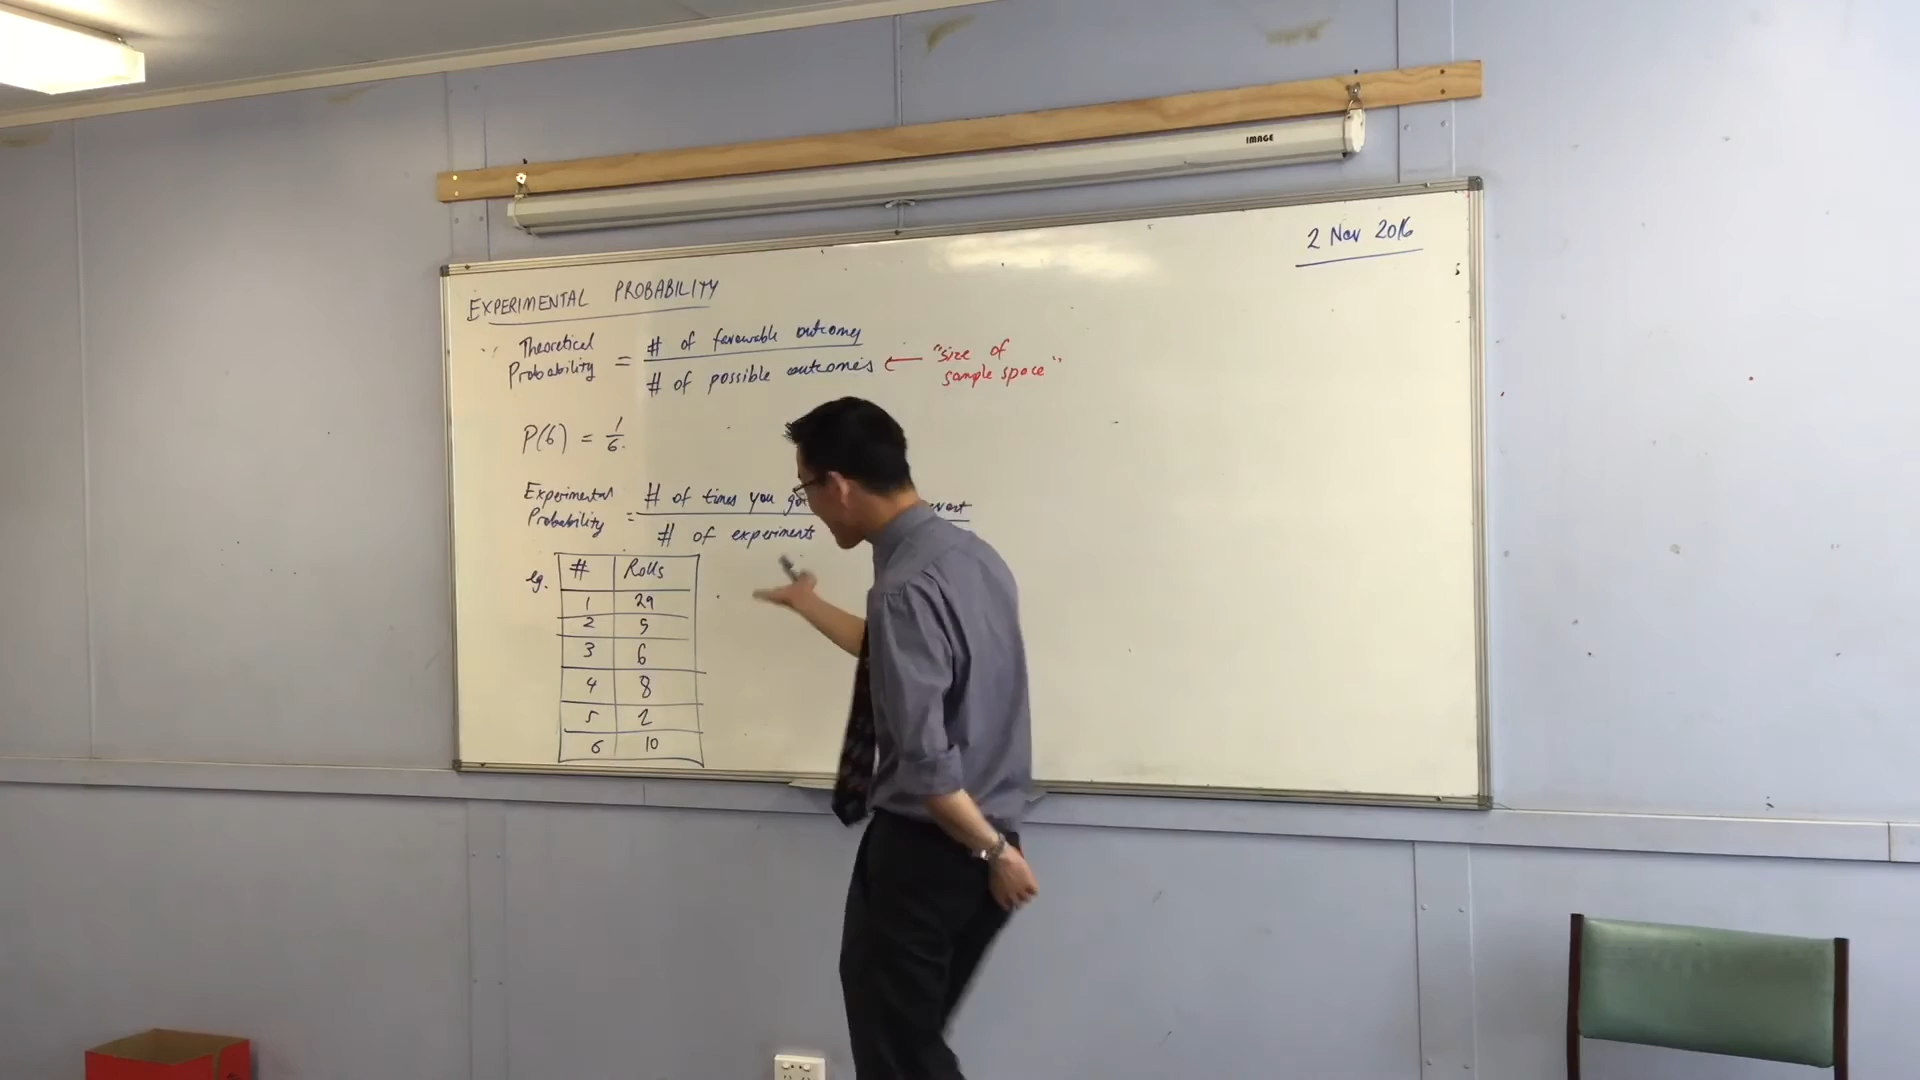 IMAGE
2 Nov 2016
EXPERIMENTAL PROBABILITY
Theoretical
Probability
=
# of favourable outcomes
# of possible outcomes
"size of
sample space"
P(6) = 1/6.
Experimental
Probability
=
# of times you got
# of experiments
eg.
# Rolls
1 29
2 5
3 6
4 8
5 2
6 10